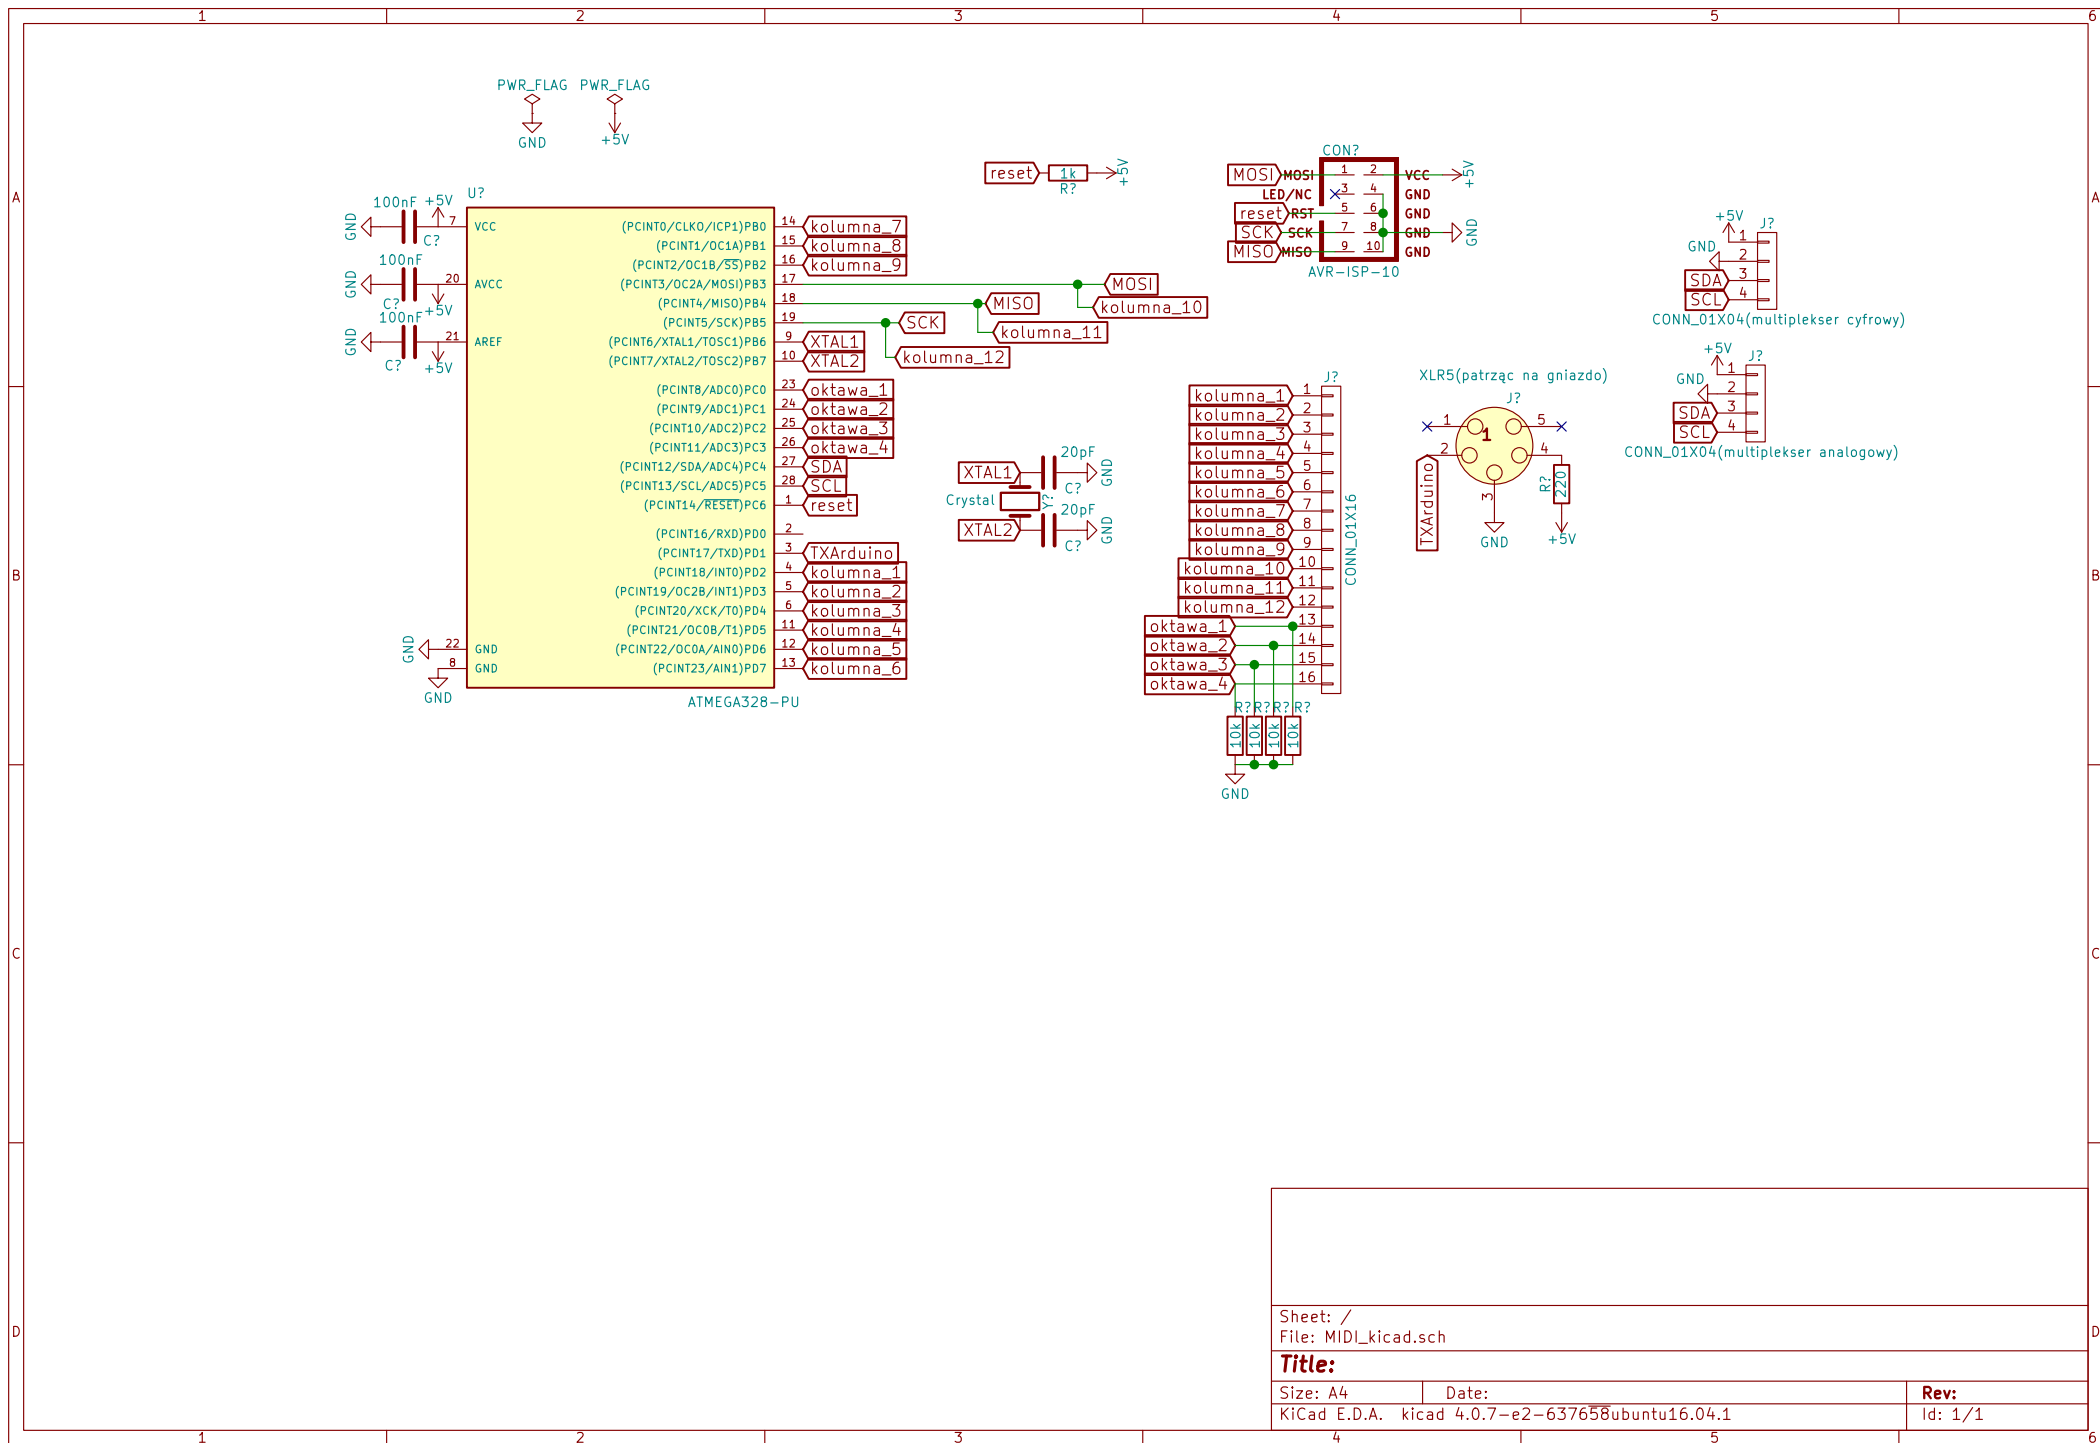 1 2 3 4 5 6
A
B
C
D
A
B
C
D
1 2 3 4 5 6
PWR_FLAG
GND
PWR_FLAG
+5V
U?
100nF
+5V
GND
C?
7
VCC
100nF
GND
C?
+5V
20
AVCC
100nF
GND
C?
+5V
21
AREF
GND
22
GND
8
GND
GND
ATMEGA328-PU
(PCINT0/CLKO/ICP1)PB0 14 kolumna_7
(PCINT1/OC1A)PB1 15 kolumna_8
(PCINT2/OC1B/SS)PB2 16 kolumna_9
(PCINT3/OC2A/MOSI)PB3 17 MOSI
kolumna_10
(PCINT4/MISO)PB4 18 MISO
kolumna_11
(PCINT5/SCK)PB5 19 SCK
kolumna_12
(PCINT6/XTAL1/TOSC1)PB6 9 XTAL1
(PCINT7/XTAL2/TOSC2)PB7 10 XTAL2
(PCINT8/ADC0)PC0 23 oktawa_1
(PCINT9/ADC1)PC1 24 oktawa_2
(PCINT10/ADC2)PC2 25 oktawa_3
(PCINT11/ADC3)PC3 26 oktawa_4
(PCINT12/SDA/ADC4)PC4 27 SDA
(PCINT13/SCL/ADC5)PC5 28 SCL
(PCINT14/RESET)PC6 1 reset
(PCINT16/RXD)PD0 2
(PCINT17/TXD)PD1 3 TXArduino
(PCINT18/INT0)PD2 4 kolumna_1
(PCINT19/OC2B/INT1)PD3 5 kolumna_2
(PCINT20/XCK/T0)PD4 6 kolumna_3
(PCINT21/OC0B/T1)PD5 11 kolumna_4
(PCINT22/OC0A/AIN0)PD6 12 kolumna_5
(PCINT23/AIN1)PD7 13 kolumna_6
reset 1k +5V
R?
XTAL1
20pF
GND
C?
Crystal
Y?
XTAL2
20pF
GND
C?
CON?
MOSI MOSI 1 2 VCC +5V
LED/NC 3 4 GND
reset RST 5 6 GND
SCK SCK 7 8 GND GND
MISO MISO 9 10 GND
AVR-ISP-10
J?
kolumna_1 1
kolumna_2 2
kolumna_3 3
kolumna_4 4
kolumna_5 5
kolumna_6 6
kolumna_7 7
kolumna_8 8
kolumna_9 9
kolumna_10 10
kolumna_11 11
kolumna_12 12
oktawa_1 13
oktawa_2 14
oktawa_3 15
oktawa_4 16
CONN_01X16
R? R? R? R?
10k 10k 10k 10k
GND
XLR5(patrząc na gniazdo)
J?
1 1 5
2 4
3
TXArduino
GND
R?
220
+5V
+5V
J?
GND
1
2
SDA 3
SCL 4
CONN_01X04(multiplekser cyfrowy)
+5V
J?
GND
1
2
SDA 3
SCL 4
CONN_01X04(multiplekser analogowy)
Sheet: /
File: MIDI_kicad.sch
Title:
Size: A4 Date: Rev:
KiCad E.D.A. kicad 4.0.7-e2-637658ubuntu16.04.1 Id: 1/1